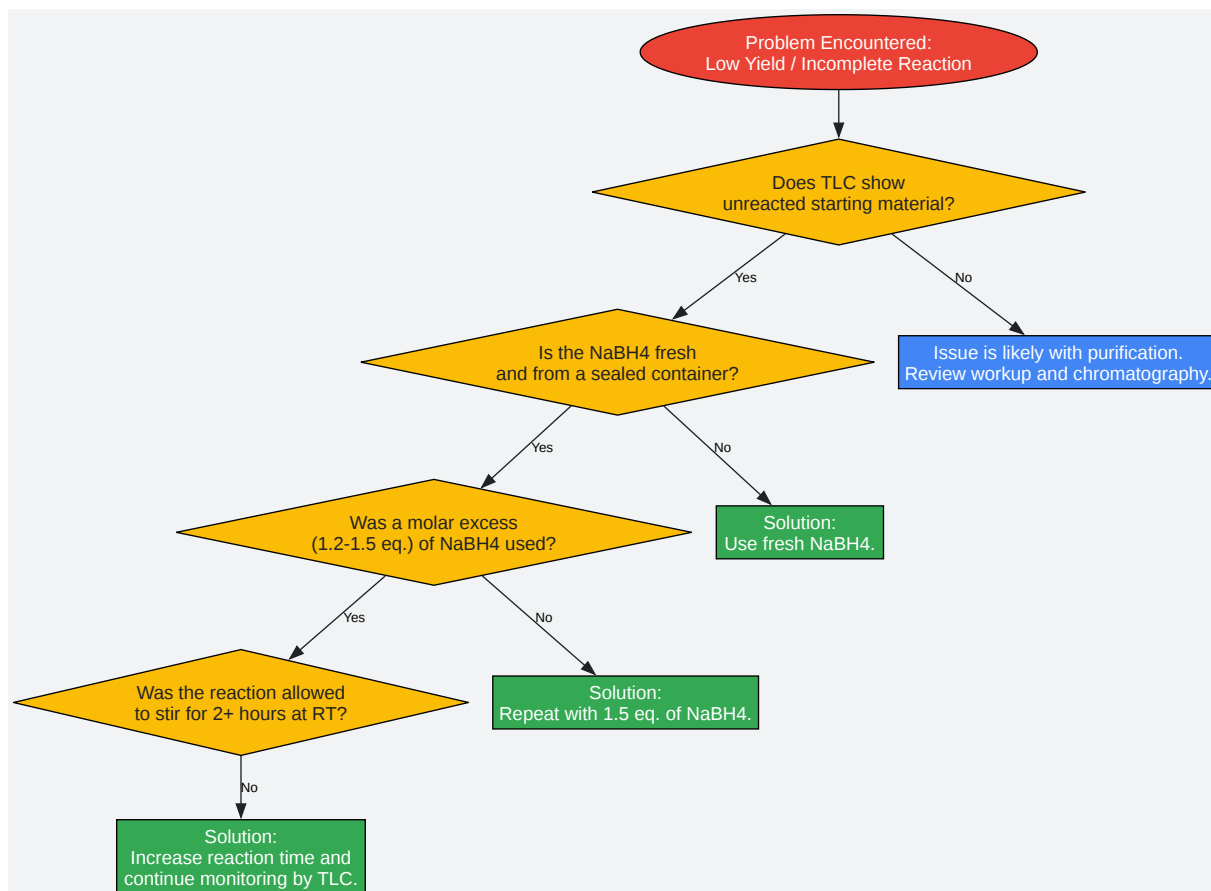 Problem Encountered:
Low Yield / Incomplete Reaction
Does TLC show
unreacted starting material?
Yes
No
Is the NaBH4 fresh
and from a sealed container?
Issue is likely with purification.
Review workup and chromatography.
Yes
No
Was a molar excess
(1.2-1.5 eq.) of NaBH4 used?
Solution:
Use fresh NaBH4.
Yes
No
Was the reaction allowed
to stir for 2+ hours at RT?
Solution:
Repeat with 1.5 eq. of NaBH4.
No
Solution:
Increase reaction time and
continue monitoring by TLC.